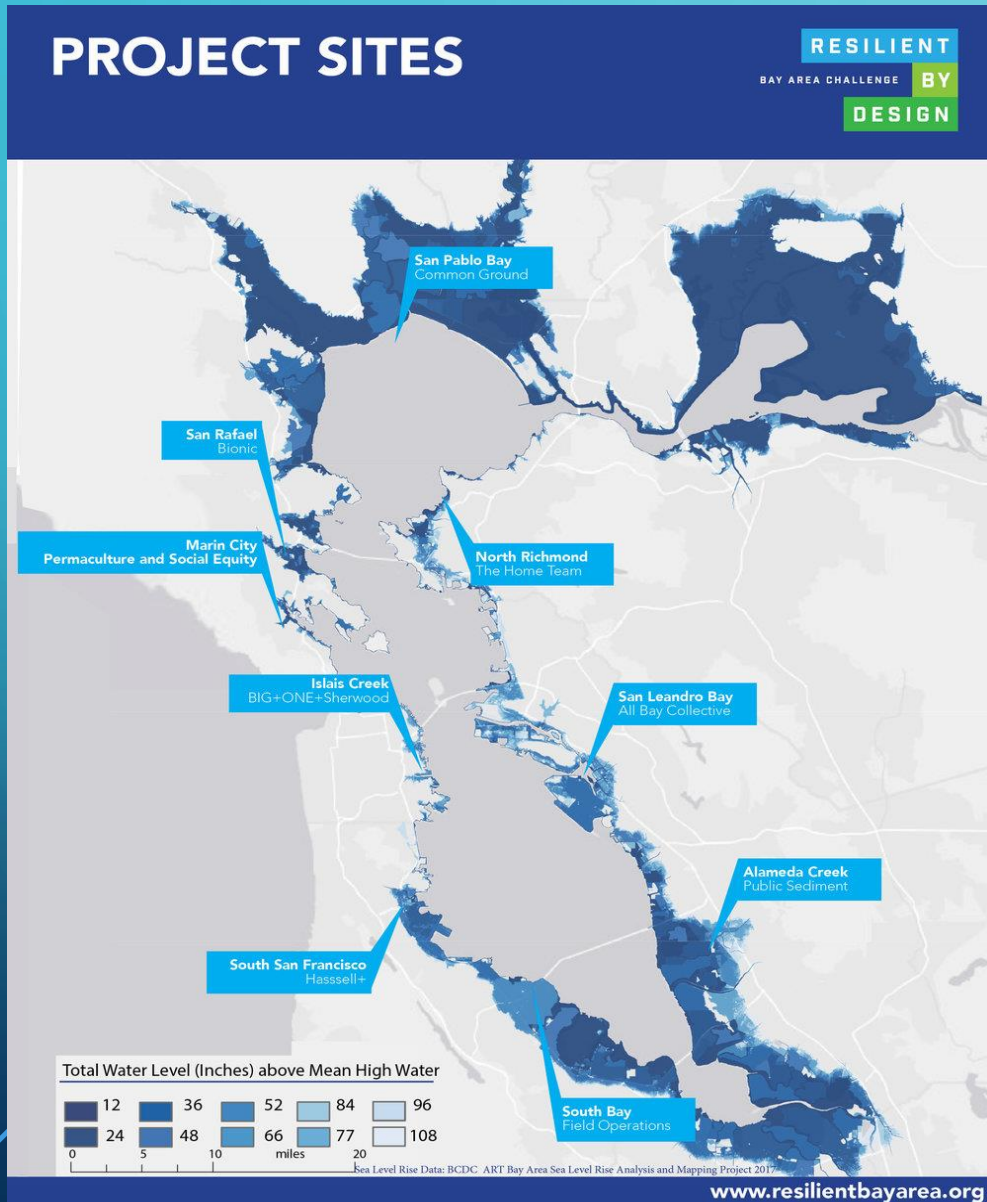 PROJECT SITES
RESILIENT
BAY AREA CHALLENGE BY
DESIGN
San Pablo Bay
Common Ground
San Rafael
Bionic
Marin City
Permaculture and Social Equity
North Richmond
The Home Team
Islais Creek
BIG+ONE+Sherwood
San Leandro Bay
All Bay Collective
Alameda Creek
Public Sediment
South San Francisco
Hasssell+
South Bay
Field Operations
Total Water Level (Inches) above Mean High Water
12 36 52 84 96
24 48 66 77 108
0 5 10 miles 20
Sea Level Rise Data: BCDC ART Bay Area Sea Level Rise Analysis and Mapping Project 2017
www.resilientbayarea.org